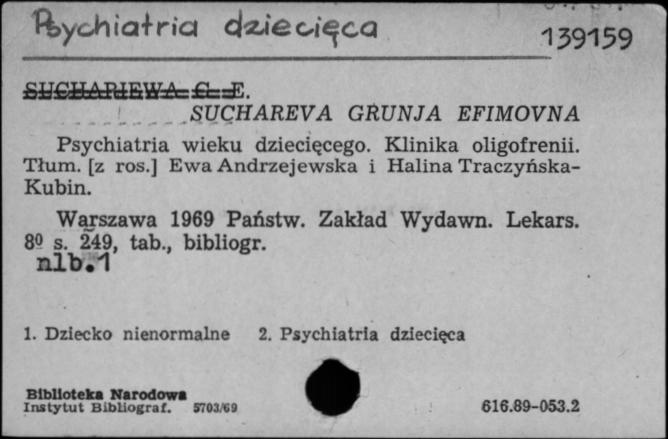 Psychiatria dziecięca
139159
SUCHARIEWA G. E.
SUCHAREVA GRUNJA EFIMOVNA
Psychiatria wieku dziecięcego. Klinika oligofrenii.
Tłum. [z ros.] Ewa Andrzejewska i Halina Traczyńska-
Kubin.
Warszawa 1969 Państw. Zakład Wydawn. Lekars.
8º s. 249, tab., bibliogr.
nlb.1
1. Dziecko nienormalne 2. Psychiatria dziecięca
Biblioteka Narodowa
Instytut Bibliograf. 5703/69
616.89-053.2